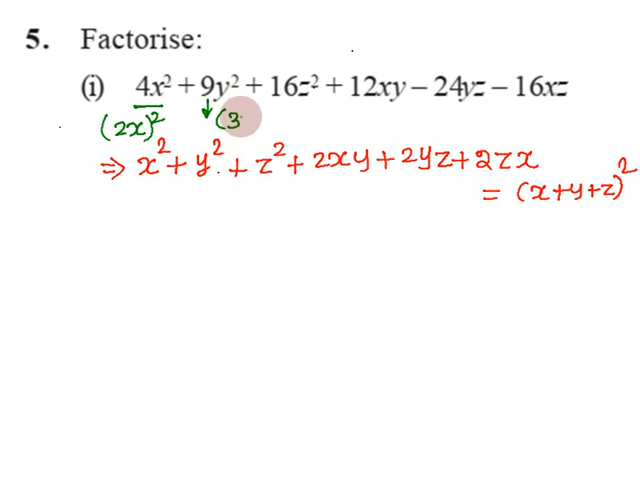 5. Factorise:
(i) 4x² + 9y² + 16z² + 12xy – 24yz – 16xz
(2x)² ↓ (3
⇒ x² + y² + z² + 2xy + 2yz + 2zx
= (x+y+z)²